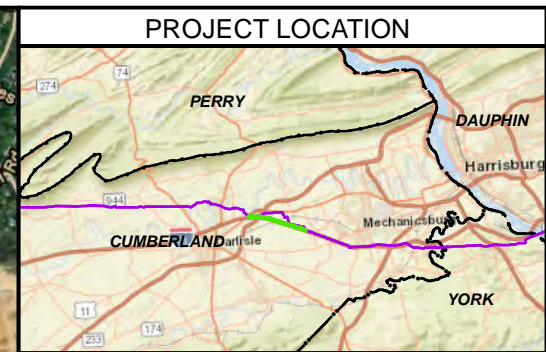 PROJECT LOCATION
74
274
PERRY
DAUPHIN
Harrisburg
944
Mechanicsbu
CUMBERLAND
arlisle
YORK
11
174
233